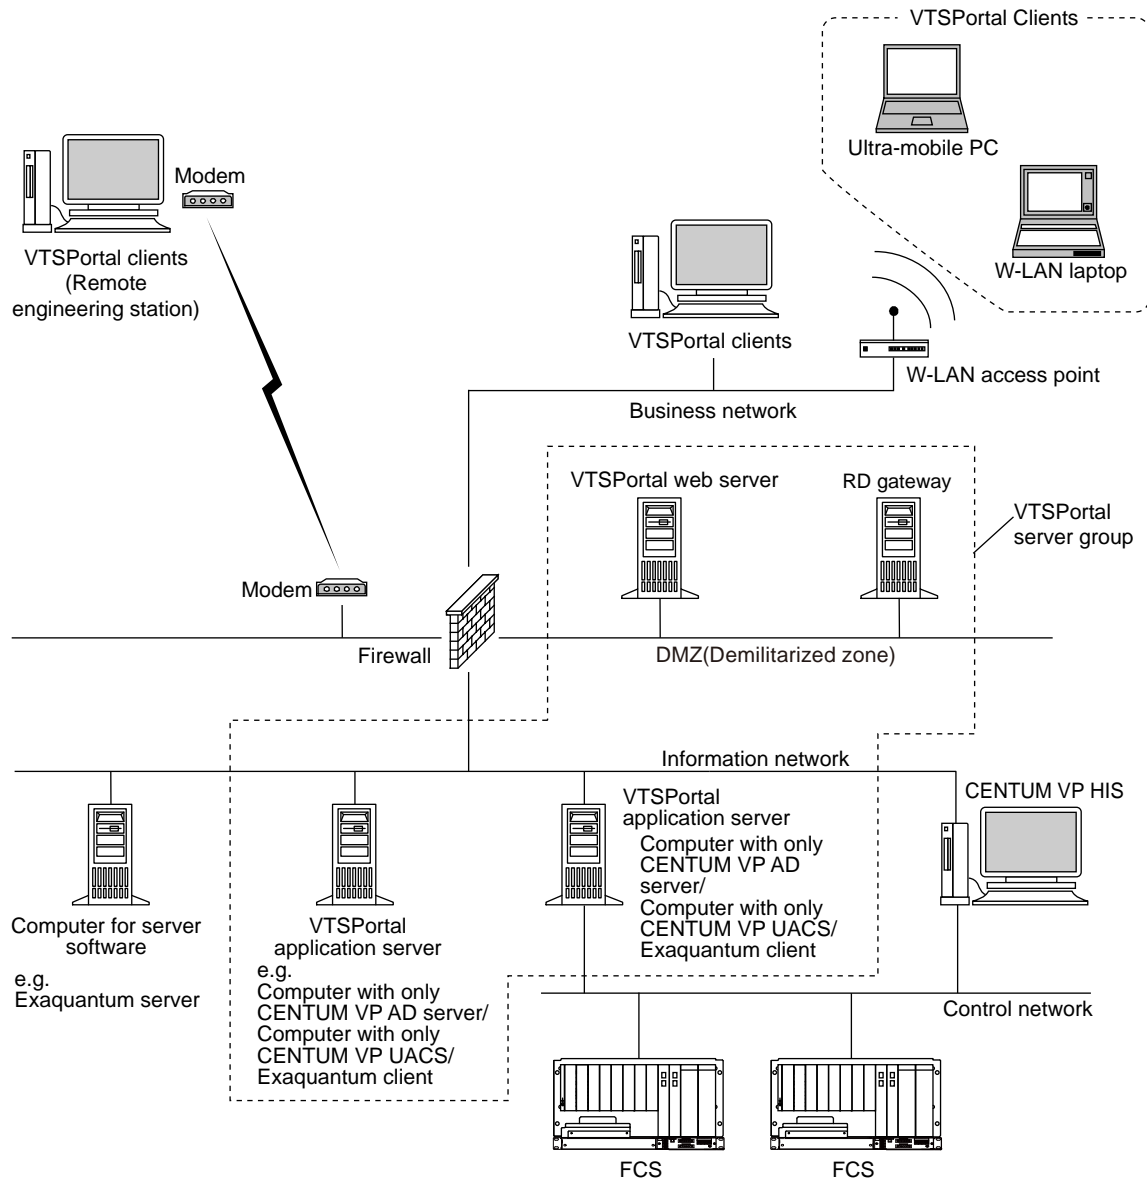 VTSPortal Clients
Ultra-mobile PC
W-LAN laptop
Modem
VTSPortal clients
(Remote
engineering station)
VTSPortal clients
W-LAN access point
Business network
VTSPortal web server
RD gateway
VTSPortal
server group
Modem
Firewall
DMZ(Demilitarized zone)
Information network
CENTUM VP HIS
VTSPortal
application server
Computer with only
CENTUM VP AD
server/
Computer with only
CENTUM VP UACS/
Exaquantum client
Computer for server
software
e.g.
Exaquantum server
VTSPortal
application server
e.g.
Computer with only
CENTUM VP AD server/
Computer with only
CENTUM VP UACS/
Exaquantum client
Control network
FCS
FCS